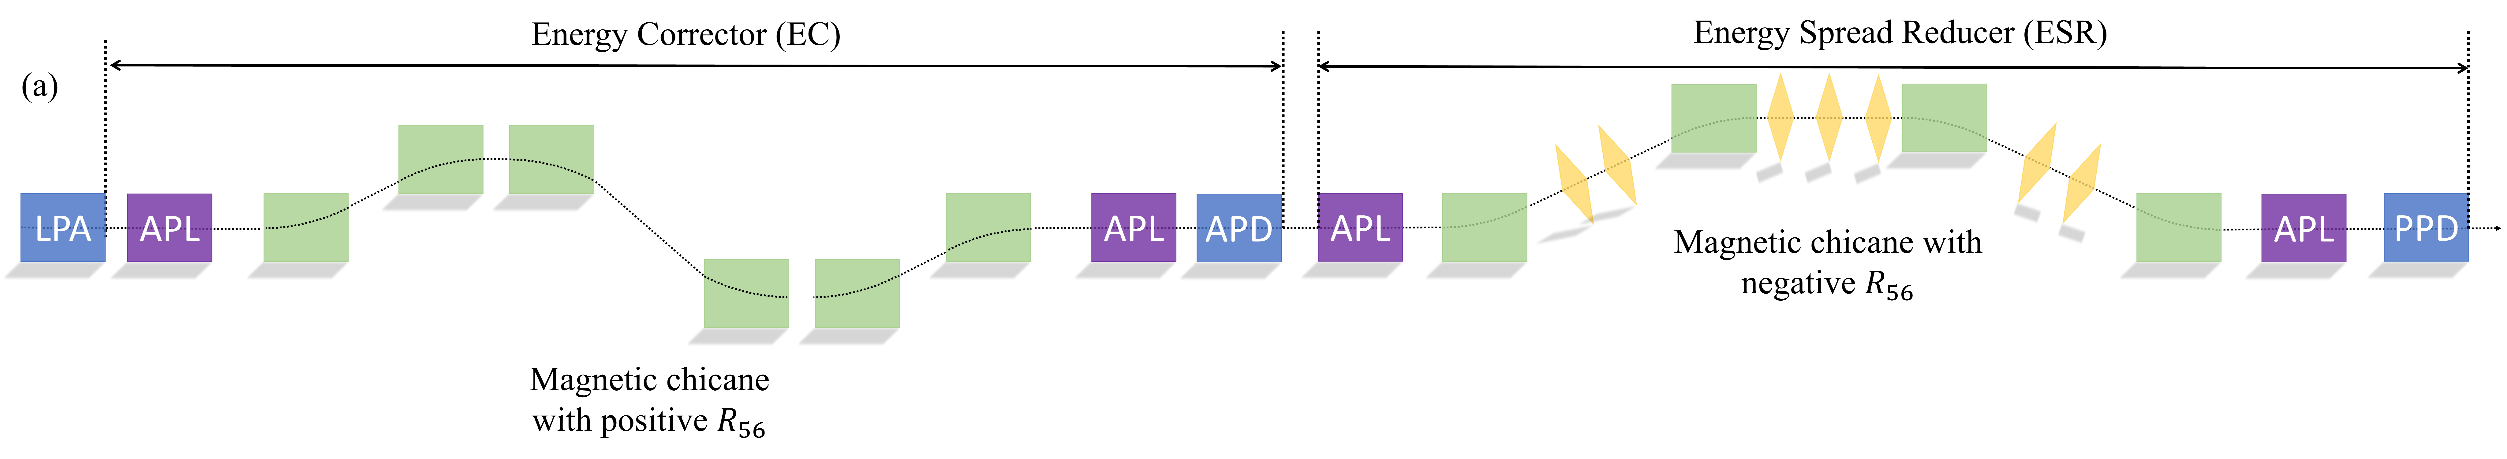 Energy Corrector (EC)
Energy Spread Reducer (ESR)
(a)
LPA
APL
APL
APD
APL
APL
PPD
Magnetic chicane with
negative R₅₆
Magnetic chicane
with positive R₅₆